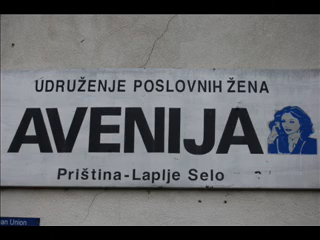 UDRUŽENJE POSLOVNIH ŽENA
AVENIJA
Priština-Laplje Selo
an Union